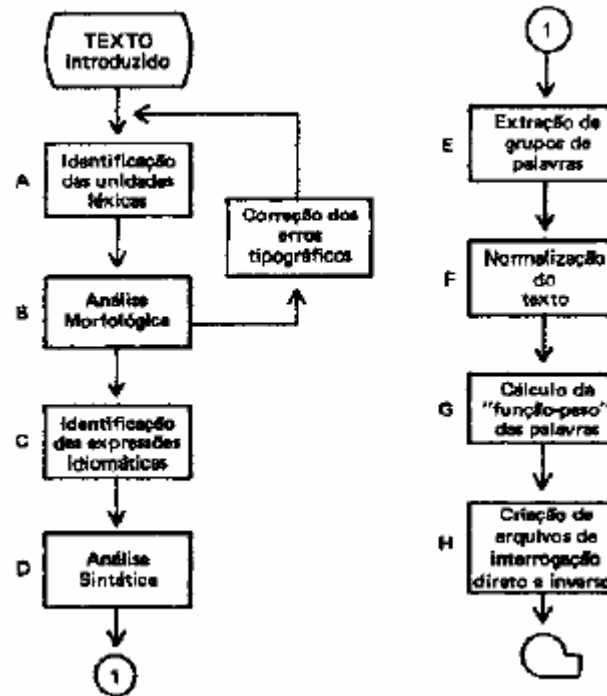 TEXTO
introduzido
A
Identificação
das unidades
léxicas
Correção dos
erros
tipográficos
B
Análise
Morfológica
C
Identificação
das expressões
idiomáticas
D
Análise
Sintática
1
1
E
Extração de
grupos de
palavras
F
Normalização
do
texto
G
Cálculo da
"função-peso"
das palavras
H
Criação de
arquivos de
interrogação
direto e inverso